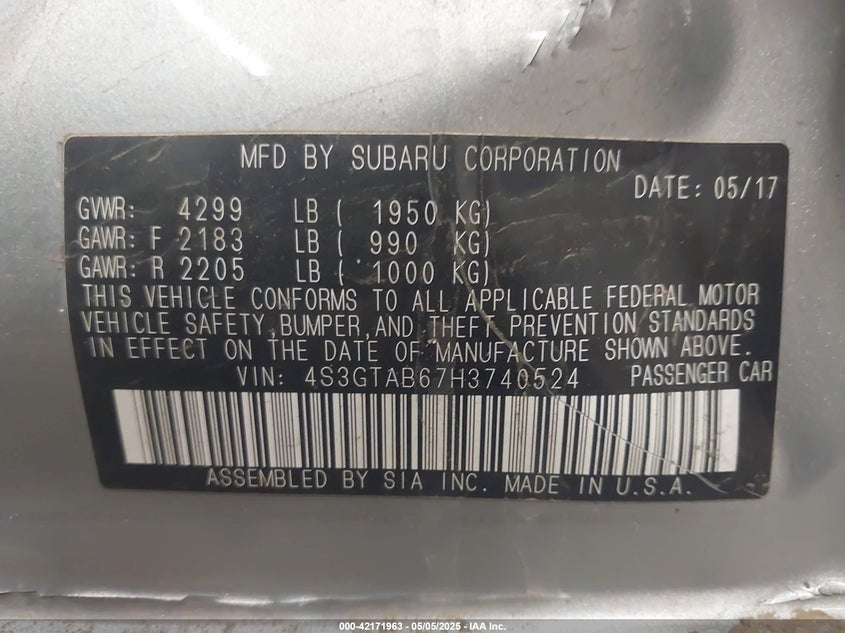 MFD BY SUBARU CORPORATION
DATE: 05/17
GVWR: 4299 LB ( 1950 KG)
GAWR: F 2183 LB ( 990 KG)
GAWR: R 2205 LB ( 1000 KG)
THIS VEHICLE CONFORMS TO ALL APPLICABLE FEDERAL MOTOR
VEHICLE SAFETY,BUMPER,AND THEFT PREVENTION STANDARDS
IN EFFECT ON THE DATE OF MANUFACTURE SHOWN ABOVE.
VIN: 4S3GTAB67H3740524 PASSENGER CAR
ASSEMBLED BY SIA INC. MADE IN U.S.A.
000-42171963 - 05/05/2025 - IAA Inc.